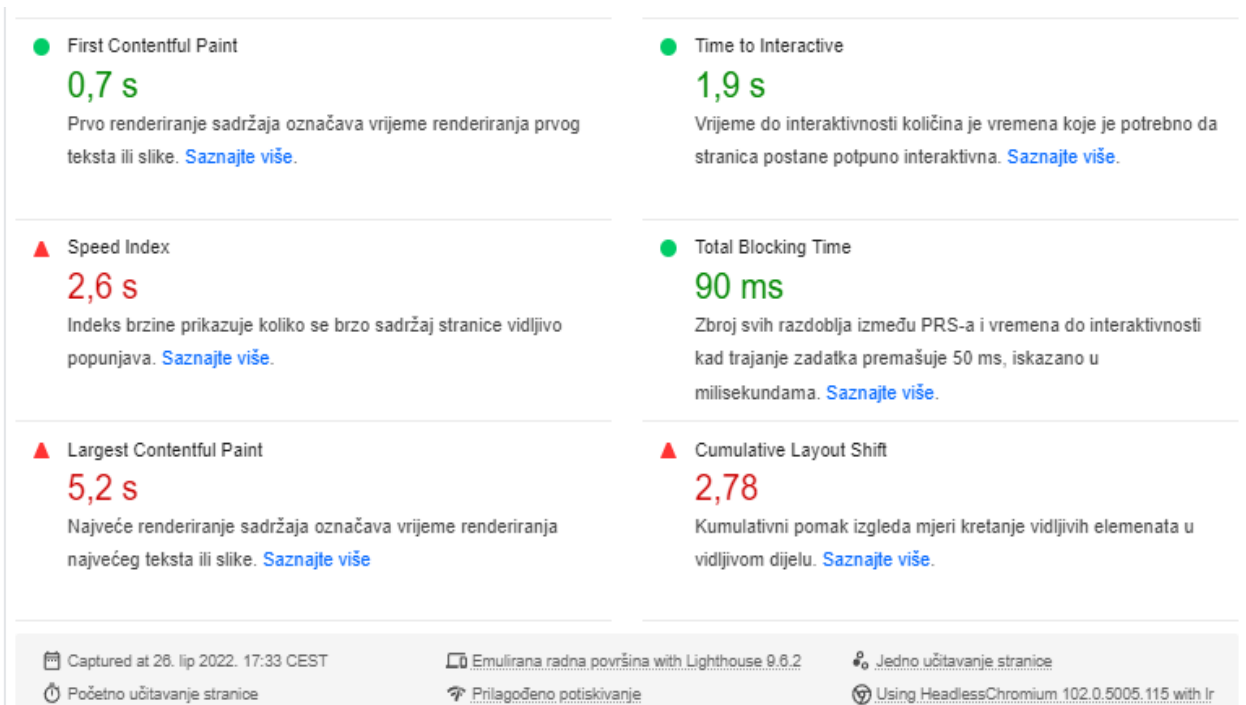 First Contentful Paint
0,7 s
Prvo renderiranje sadržaja označava vrijeme renderiranja prvog
teksta ili slike. Saznajte više.
Time to Interactive
1,9 s
Vrijeme do interaktivnosti količina je vremena koje je potrebno da
stranica postane potpuno interaktivna. Saznajte više.
Speed Index
2,6 s
Indeks brzine prikazuje koliko se brzo sadržaj stranice vidljivo
popunjava. Saznajte više.
Total Blocking Time
90 ms
Zbroj svih razdoblja između PRS-a i vremena do interaktivnosti
kad trajanje zadatka premašuje 50 ms, iskazano u
milisekundama. Saznajte više.
Largest Contentful Paint
5,2 s
Najveće renderiranje sadržaja označava vrijeme renderiranja
najvećeg teksta ili slike. Saznajte više
Cumulative Layout Shift
2,78
Kumulativni pomak izgleda mjeri kretanje vidljivih elemenata u
vidljivom dijelu. Saznajte više.
Captured at 26. lip 2022. 17:33 CEST
Emulirana radna površina with Lighthouse 9.6.2
Jedno učitavanje stranice
Početno učitavanje stranice
Prilagođeno potiskivanje
Using HeadlessChromium 102.0.5005.115 with lr